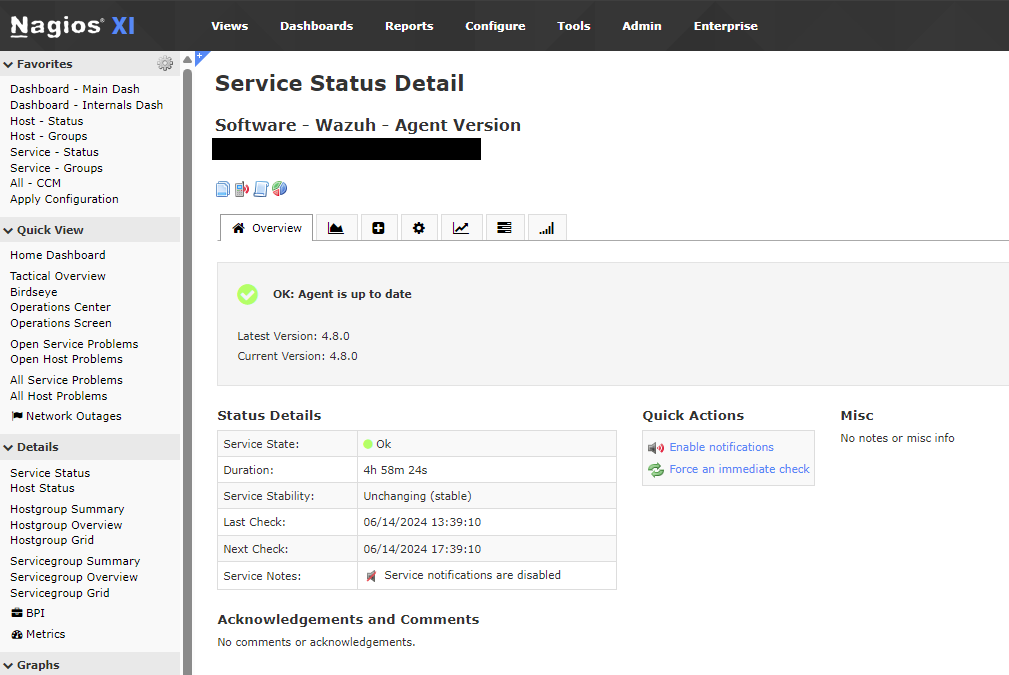 Nagios® XI
Views Dashboards Reports Configure Tools Admin Enterprise
Favorites
Dashboard - Main Dash
Dashboard - Internals Dash
Host - Status
Host - Groups
Service - Status
Service - Groups
All - CCM
Apply Configuration
Quick View
Home Dashboard
Tactical Overview
Birdseye
Operations Center
Operations Screen
Open Service Problems
Open Host Problems
All Service Problems
All Host Problems
Network Outages
Details
Service Status
Host Status
Hostgroup Summary
Hostgroup Overview
Hostgroup Grid
Servicegroup Summary
Servicegroup Overview
Servicegroup Grid
BPI
Metrics
Graphs
Service Status Detail
Software - Wazuh - Agent Version
Overview
OK: Agent is up to date
Latest Version: 4.8.0
Current Version: 4.8.0
Status Details
Service State: Ok
Duration: 4h 58m 24s
Service Stability: Unchanging (stable)
Last Check: 06/14/2024 13:39:10
Next Check: 06/14/2024 17:39:10
Service Notes: Service notifications are disabled
Quick Actions
Enable notifications
Force an immediate check
Misc
No notes or misc info
Acknowledgements and Comments
No comments or acknowledgements.